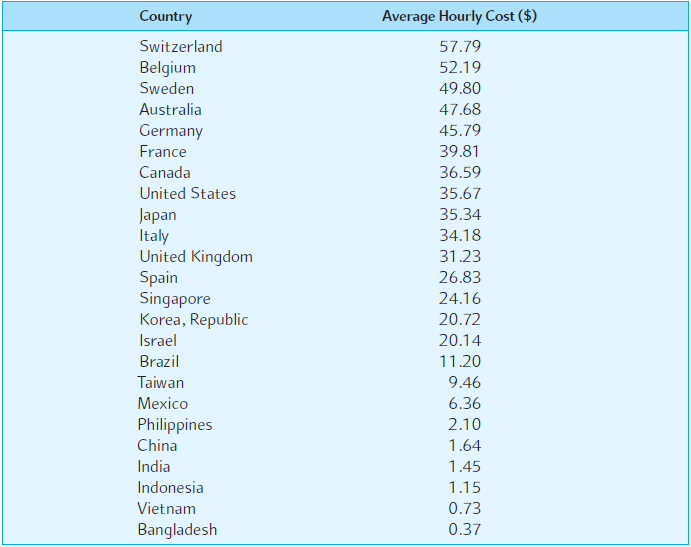 Country Average Hourly Cost ($)
Switzerland 57.79
Belgium 52.19
Sweden 49.80
Australia 47.68
Germany 45.79
France 39.81
Canada 36.59
United States 35.67
Japan 35.34
Italy 34.18
United Kingdom 31.23
Spain 26.83
Singapore 24.16
Korea, Republic 20.72
Israel 20.14
Brazil 11.20
Taiwan 9.46
Mexico 6.36
Philippines 2.10
China 1.64
India 1.45
Indonesia 1.15
Vietnam 0.73
Bangladesh 0.37